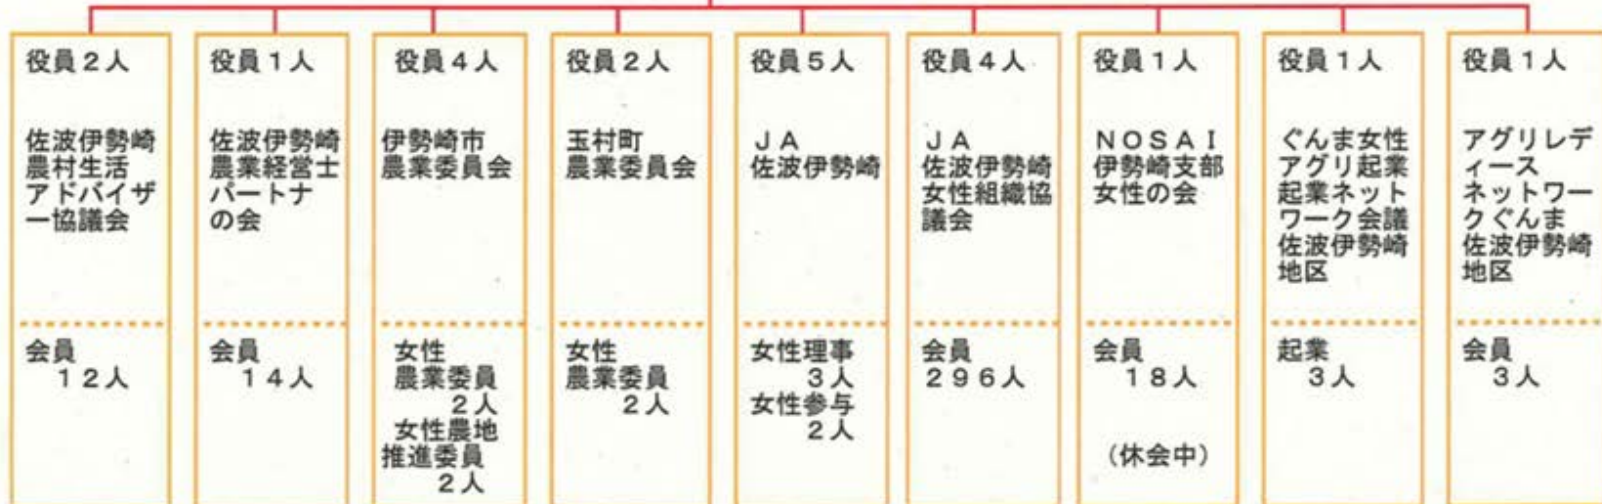 役員2人
佐波伊勢崎
農村生活
アドバイザ
ー協議会
会員
12人
役員1人
佐波伊勢崎
農業経営士
パートナ
の会
会員
14人
役員4人
伊勢崎市
農業委員会
女性
農業委員
2人
女性農地
推進委員
2人
役員2人
玉村町
農業委員会
女性
農業委員
2人
役員5人
JA
佐波伊勢崎
女性理事
3人
女性参与
2人
役員4人
JA
佐波伊勢崎
女性組織協
議会
会員
296人
役員1人
NOSAI
伊勢崎支部
女性の会
会員
18人
(休会中)
役員1人
ぐんま女性
アグリ起業
起業ネット
ワーク会議
佐波伊勢崎
地区
起業
3人
役員1人
アグリレデ
ィース
ネットワー
クぐんま
佐波伊勢崎
地区
会員
3人